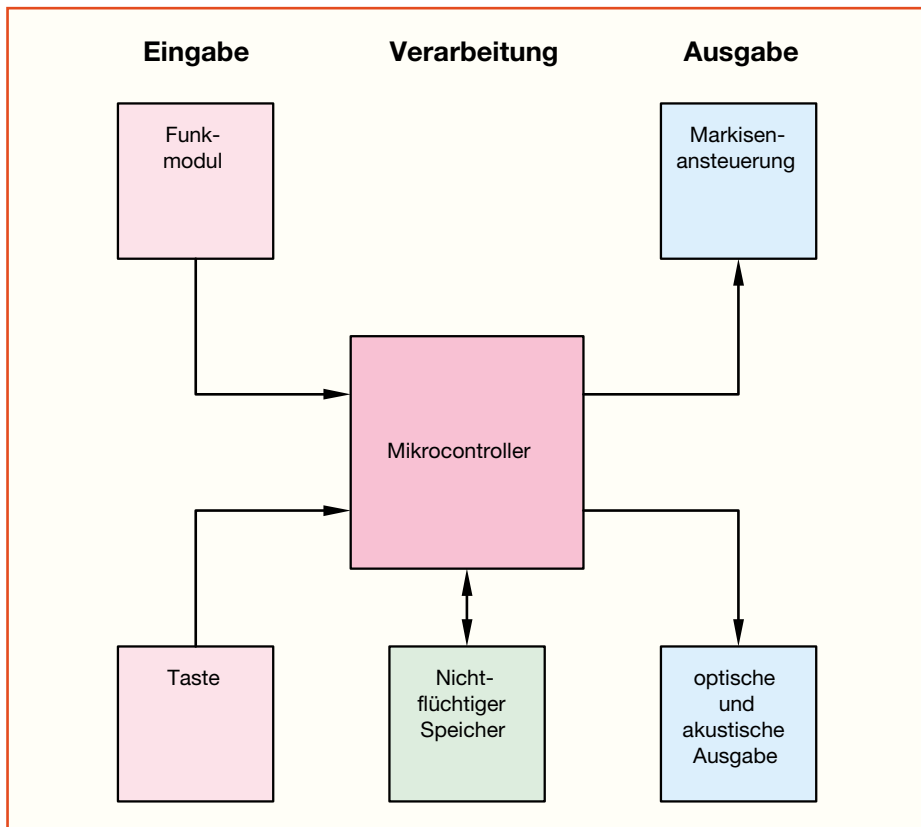 Eingabe
Verarbeitung
Ausgabe
Funk-
modul
Markisen-
ansteuerung
Mikrocontroller
Taste
Nicht-
flüchtiger
Speicher
optische
und
akustische
Ausgabe